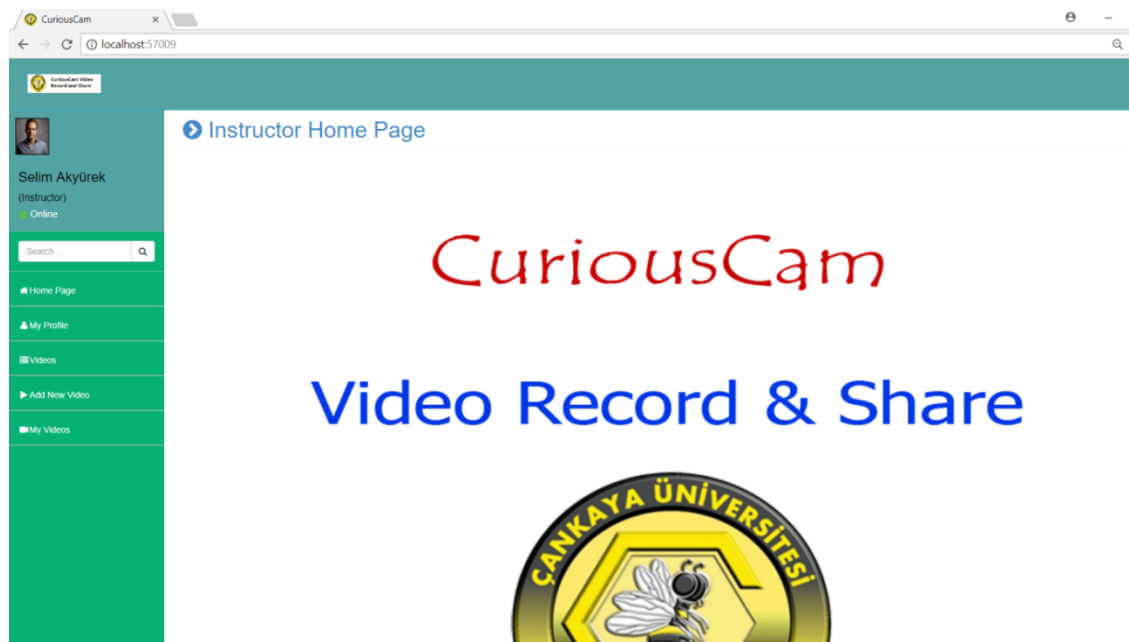 CuriousCam
localhost:57009
CuriousCam Video
Record and Share
Instructor Home Page
Selim Akyürek
(Instructor)
Online
Search...
Home Page
My Profile
Videos
Add New Video
My Videos
CuriousCam
Video Record & Share
ÇANKAYA ÜNİVERSİTESİ